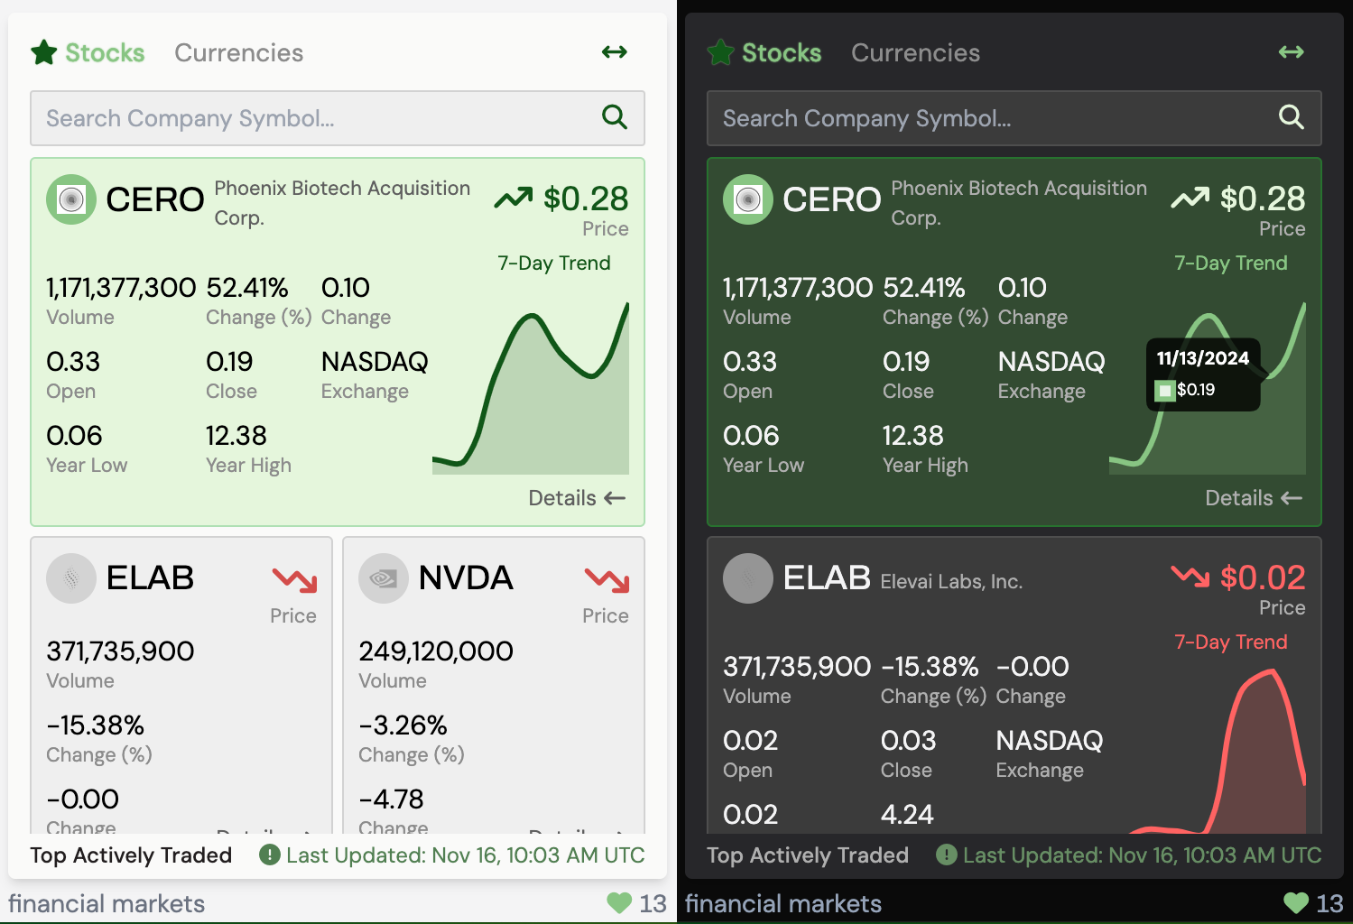 Stocks Currencies
Search Company Symbol...
CERO Phoenix Biotech Acquisition Corp. $0.28
Price
7-Day Trend
1,171,377,300 52.41% 0.10
Volume Change (%) Change
0.33 0.19 NASDAQ
Open Close Exchange
0.06 12.38
Year Low Year High
Details
ELAB NVDA
Price Price
371,735,900 249,120,000
Volume Volume
-15.38% -3.26%
Change (%) Change (%)
-0.00 -4.78
Change Change
Details Details
Top Actively Traded Last Updated: Nov 16, 10:03 AM UTC
financial markets 13
Stocks Currencies
Search Company Symbol...
CERO Phoenix Biotech Acquisition Corp. $0.28
Price
7-Day Trend
1,171,377,300 52.41% 0.10
Volume Change (%) Change
11/13/2024
$0.19
0.33 0.19 NASDAQ
Open Close Exchange
0.06 12.38
Year Low Year High
Details
ELAB Elevai Labs, Inc. $0.02
Price
7-Day Trend
371,735,900 -15.38% -0.00
Volume Change (%) Change
0.02 0.03 NASDAQ
Open Close Exchange
0.02 4.24
Top Actively Traded Last Updated: Nov 16, 10:03 AM UTC
financial markets 13